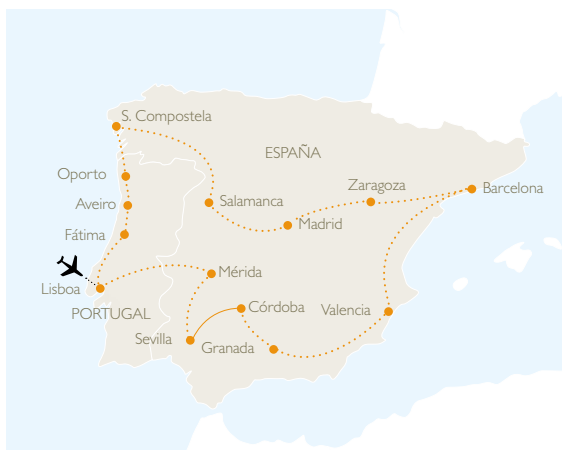 S. Compostela
ESPAÑA
Oporto
Zaragoza
Barcelona
Aveiro
Salamanca
Madrid
Fátima
Mérida
Lisboa
PORTUGAL
Córdoba
Valencia
Sevilla
Granada